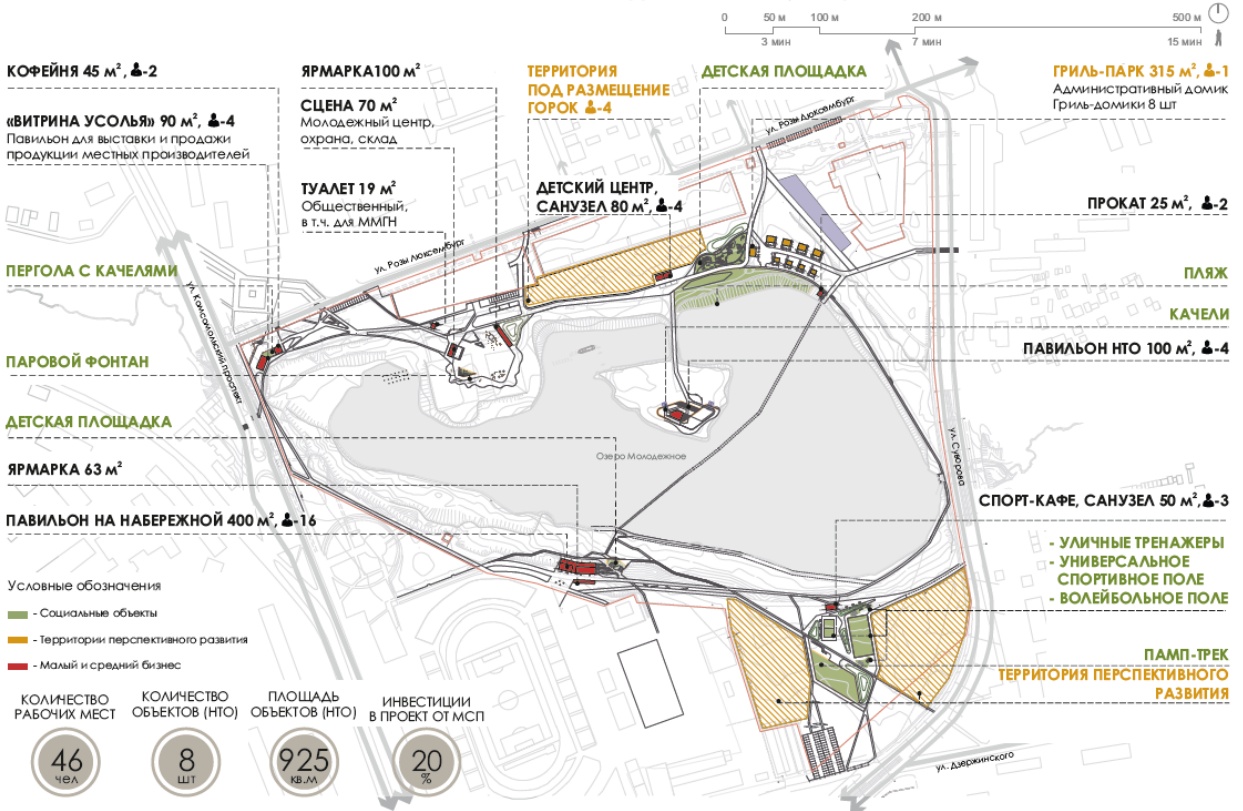 0 50 м 100 м 200 м 500 м
3 мин 7 мин 15 мин
КОФЕЙНЯ 45 м², -2
«ВИТРИНА УСОЛЬЯ» 90 м², -4
Павильон для выставки и продажи
продукции местных производителей
ЯРМАРКА100 м²
СЦЕНА 70 м²
Молодежный центр,
охрана, склад
ТУАЛЕТ 19 м²
Общественный,
в т.ч. для ММГН
ТЕРРИТОРИЯ
ПОД РАЗМЕЩЕНИЕ
ГОРОК -4
ДЕТСКИЙ ЦЕНТР,
САНУЗЕЛ 80 м², -4
ДЕТСКАЯ ПЛОЩАДКА
ГРИЛЬ-ПАРК 315 м², -1
Административный домик
Гриль-домики 8 шт
ул. Розы Люксембург
ПРОКАТ 25 м², -2
ул. Розы Люксембург
ПЕРГОЛА С КАЧЕЛЯМИ
ПЛЯЖ
ул. Комсомольский проспект
КАЧЕЛИ
ПАВИЛЬОН НТО 100 м², -4
ПАРОВОЙ ФОНТАН
ДЕТСКАЯ ПЛОЩАДКА
Озеро Молодежное
ул. Суворова
ЯРМАРКА 63 м²
СПОРТ-КАФЕ, САНУЗЕЛ 50 м², -3
ПАВИЛЬОН НА НАБЕРЕЖНОЙ 400 м², -16
- УЛИЧНЫЕ ТРЕНАЖЕРЫ
- УНИВЕРСАЛЬНОЕ
СПОРТИВНОЕ ПОЛЕ
- ВОЛЕЙБОЛЬНОЕ ПОЛЕ
Условные обозначения
- Социальные объекты
- Территории перспективного развития
- Малый и средний бизнес
ПАМП-ТРЕК
ТЕРРИТОРИЯ ПЕРСПЕКТИВНОГО
РАЗВИТИЯ
КОЛИЧЕСТВО
РАБОЧИХ МЕСТ
46
чел
КОЛИЧЕСТВО
ОБЪЕКТОВ (НТО)
8
шт
ПЛОЩАДЬ
ОБЪЕКТОВ (НТО)
925
кв.м
ИНВЕСТИЦИИ
В ПРОЕКТ ОТ МСП
20
%
ул. Дзержинского